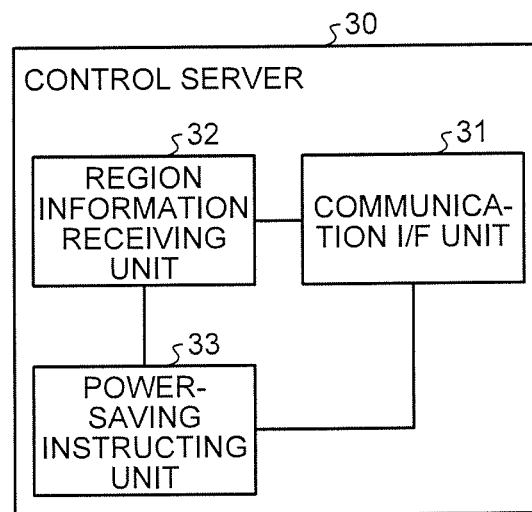 30
CONTROL SERVER
32
REGION
INFORMATION
RECEIVING
UNIT
31
COMMUNICA-
TION I/F UNIT
33
POWER-
SAVING
INSTRUCTING
UNIT